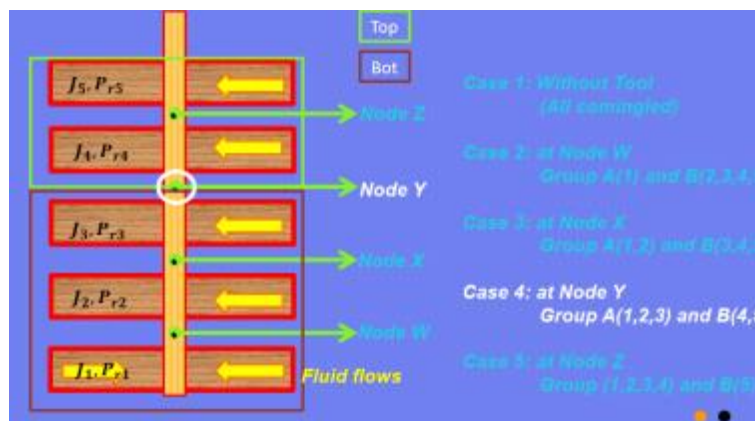 Top
Bot
J5, Pr5
Node Z
J4, Pr4
Node Y
J3, Pr3
Node X
J2, Pr2
Node W
J1, Pr1
Fluid flows
Case 1: Without Tool
(All comingled)
Case 2: at Node W
Group A(1) and B(2,3,4,
Case 3: at Node X
Group A(1,2) and B(3,4,
Case 4: at Node Y
Group A(1,2,3) and B(4,
Case 5: at Node Z
Group (1,2,3,4) and B(5)